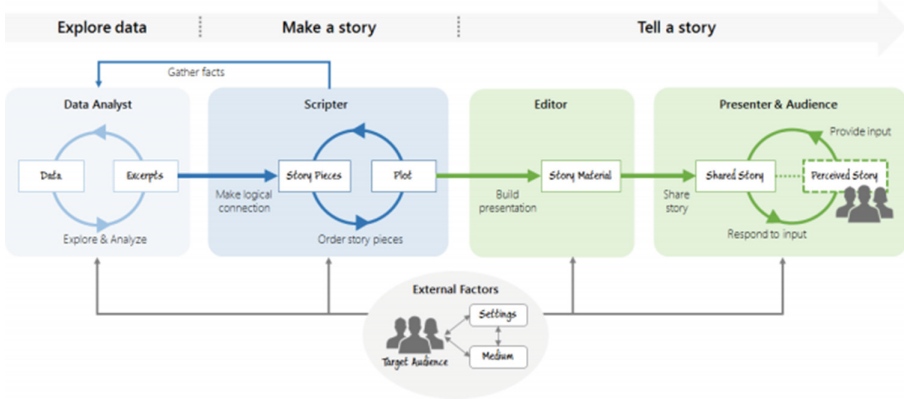 Explore data
Make a story
Tell a story
Gather facts
Data Analyst
Data
Excerpts
Explore & Analyze
Scripter
Make logical
connection
Story Pieces
Plot
Order story pieces
Editor
Build
presentation
Story Material
Presenter & Audience
Share
story
Shared Story
Provide input
Perceived Story
Respond to input
External Factors
Target Audience
Settings
Medium